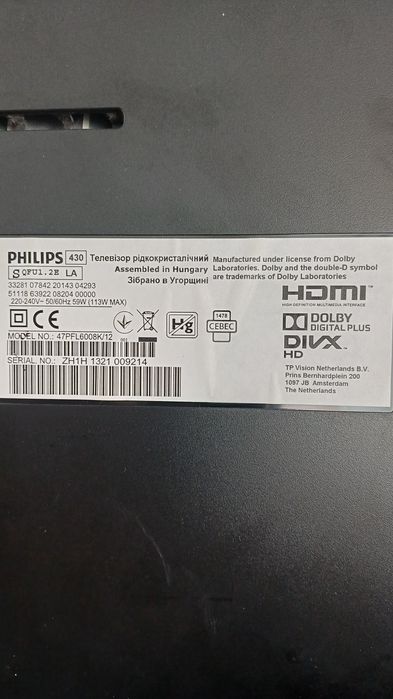 PHILIPS 430 Телевізор рідкокристалічний
S QFU1.2E LA Assembled in Hungary
Зібрано в Угорщині
33281 07842 20143 04293
51118 63922 08204 00000
220-240V~ 50/60Hz 59W (113W MAX)
Manufactured under license from Dolby
Laboratories. Dolby and the double-D symbol
are trademarks of Dolby Laboratories
HDMI
HIGH-DEFINITION MULTIMEDIA INTERFACE
CE
Hg
1478
CEBEC
DOLBY
DIGITAL PLUS
DIVX
HD
MODEL NO.: 47PFL6008K/12
001
SERIAL NO.: ZH1H 1321 009214
TP Vision Netherlands B.V.
Prins Bernhardplein 200
1097 JB Amsterdam
The Netherlands